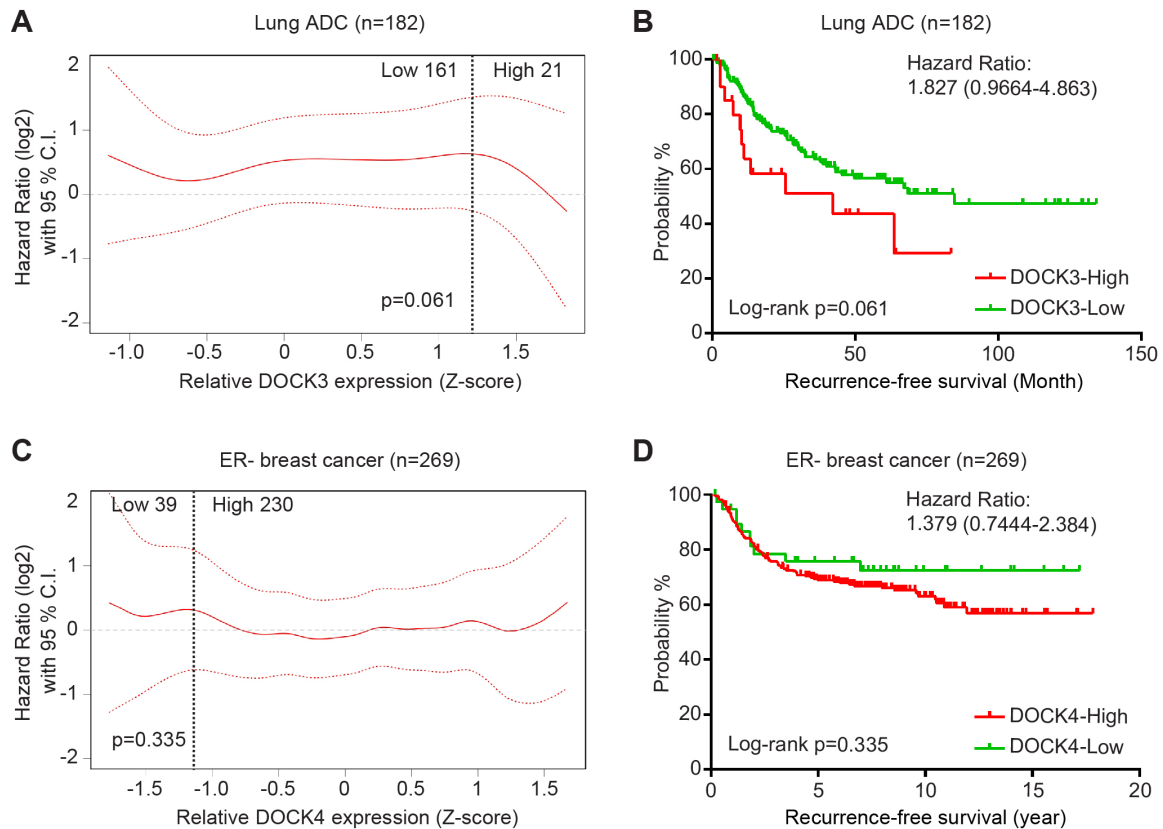 A
Lung ADC (n=182)
Low 161
High 21
p=0.061
2
1
0
-1
-2
Hazard Ratio (log2)
with 95 % C.I.
-1.0
-0.5
0
0.5
1
1.5
Relative DOCK3 expression (Z-score)
B
Lung ADC (n=182)
Hazard Ratio:
1.827 (0.9664-4.863)
100
80
60
40
20
0
Probability %
DOCK3-High
DOCK3-Low
Log-rank p=0.061
0
50
100
150
Recurrence-free survival (Month)
C
ER- breast cancer (n=269)
Low 39
High 230
p=0.335
2
1
0
-1
-2
Hazard Ratio (log2)
with 95 % C.I.
-1.5
-1.0
-0.5
0
0.5
1
1.5
Relative DOCK4 expression (Z-score)
D
ER- breast cancer (n=269)
Hazard Ratio:
1.379 (0.7444-2.384)
100
80
60
40
20
0
Probability %
DOCK4-High
DOCK4-Low
Log-rank p=0.335
0
5
10
15
20
Recurrence-free survival (year)